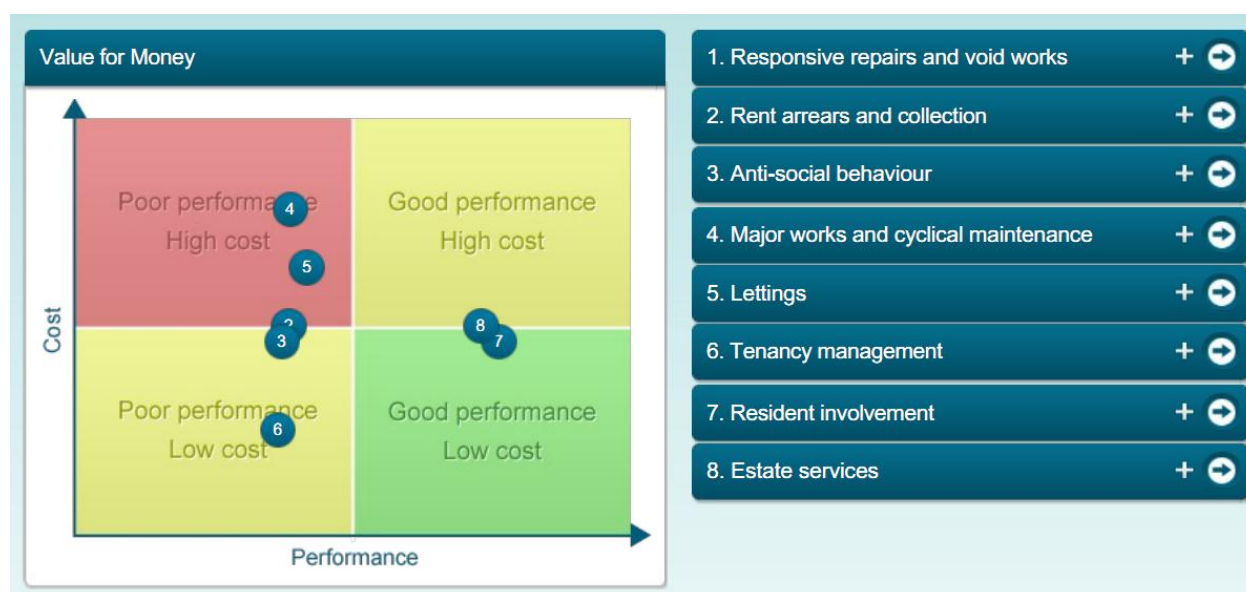 Value for Money
Poor performance
High cost
Good performance
High cost
4
5
2
3
8
7
Poor performance
Low cost
6
Good performance
Low cost
Cost
Performance
1. Responsive repairs and void works
2. Rent arrears and collection
3. Anti-social behaviour
4. Major works and cyclical maintenance
5. Lettings
6. Tenancy management
7. Resident involvement
8. Estate services